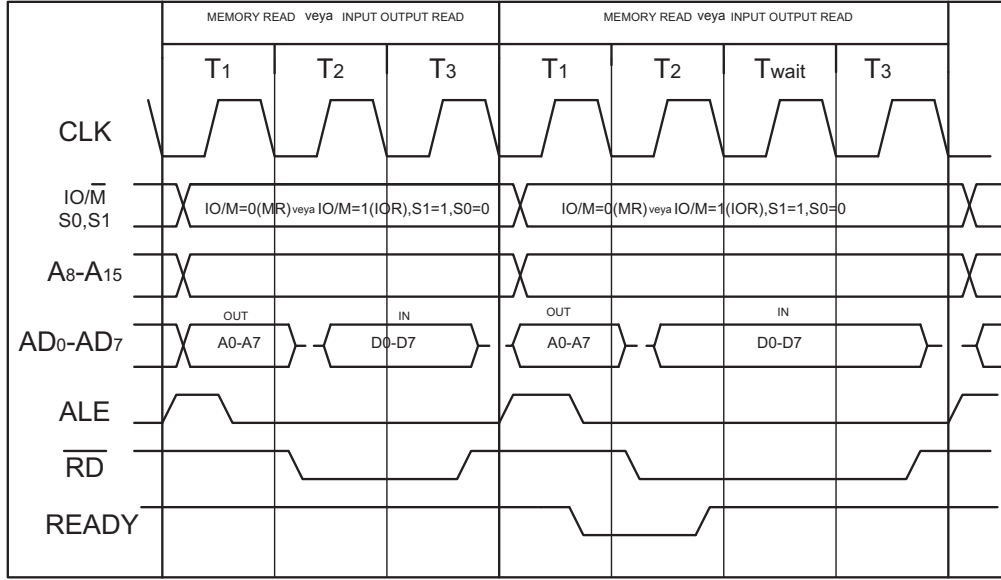 MEMORY READ veya INPUT OUTPUT READ
MEMORY READ veya INPUT OUTPUT READ
T1 T2 T3 T1 T2 Twait T3
CLK
IO/M̅
S0,S1
IO/M=0(MR)veya IO/M=1(IOR),S1=1,S0=0
IO/M=0(MR)veya IO/M=1(IOR),S1=S0=0
A8-A15
OUT IN OUT IN
AD0-AD7
A0-A7 D0-D7 A0-A7 D0-D7
ALE
R̅D̅
READY